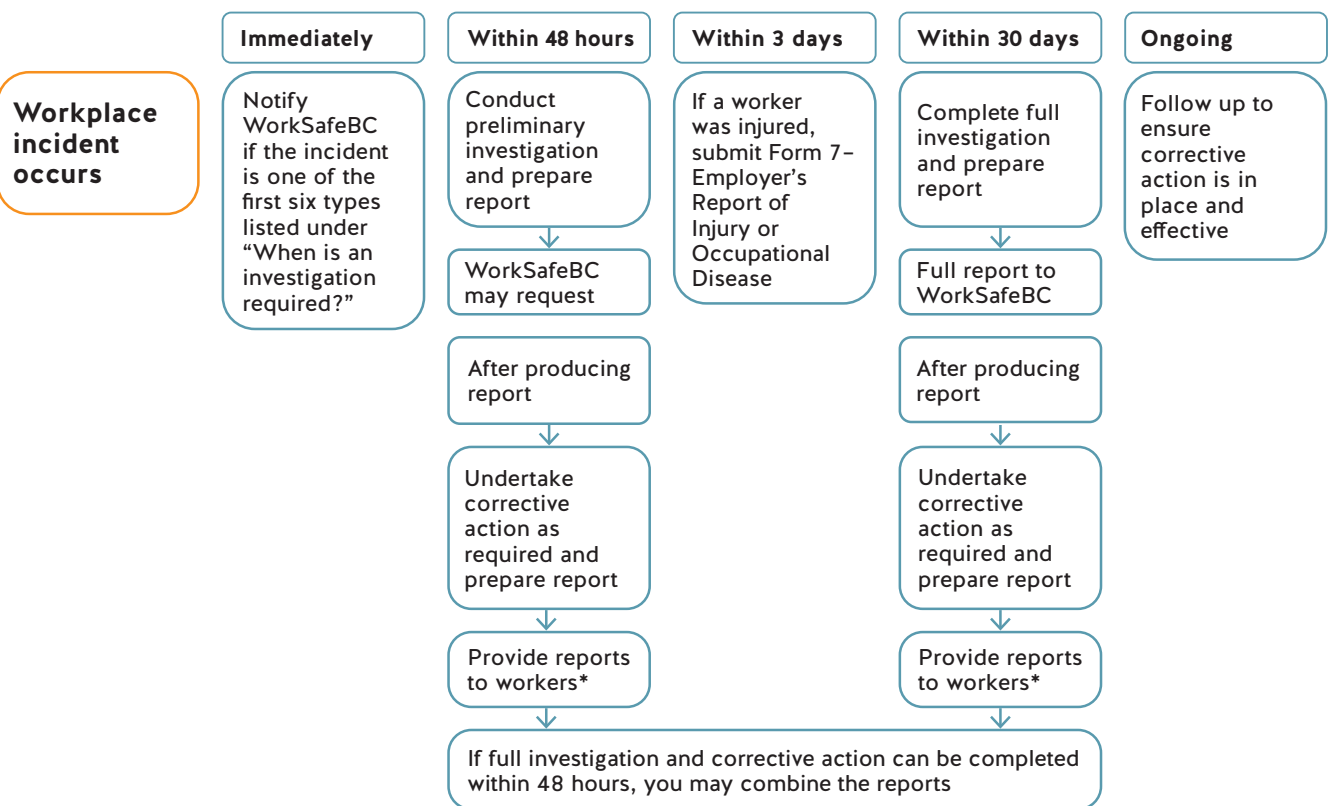 Immediately
Within 48 hours
Within 3 days
Within 30 days
Ongoing
Workplace
incident
occurs
Notify
WorkSafeBC
if the incident
is one of the
first six types
listed under
“When is an
investigation
required?”
Conduct
preliminary
investigation
and prepare
report
WorkSafeBC
may request
After producing
report
Undertake
corrective
action as
required and
prepare report
Provide reports
to workers*
If a worker
was injured,
submit Form 7–
Employer’s
Report of
Injury or
Occupational
Disease
Complete full
investigation
and prepare
report
Full report to
WorkSafeBC
After producing
report
Undertake
corrective
action as
required and
prepare report
Provide reports
to workers*
Follow up to
ensure
corrective
action is in
place and
effective
If full investigation and corrective action can be completed
within 48 hours, you may combine the reports